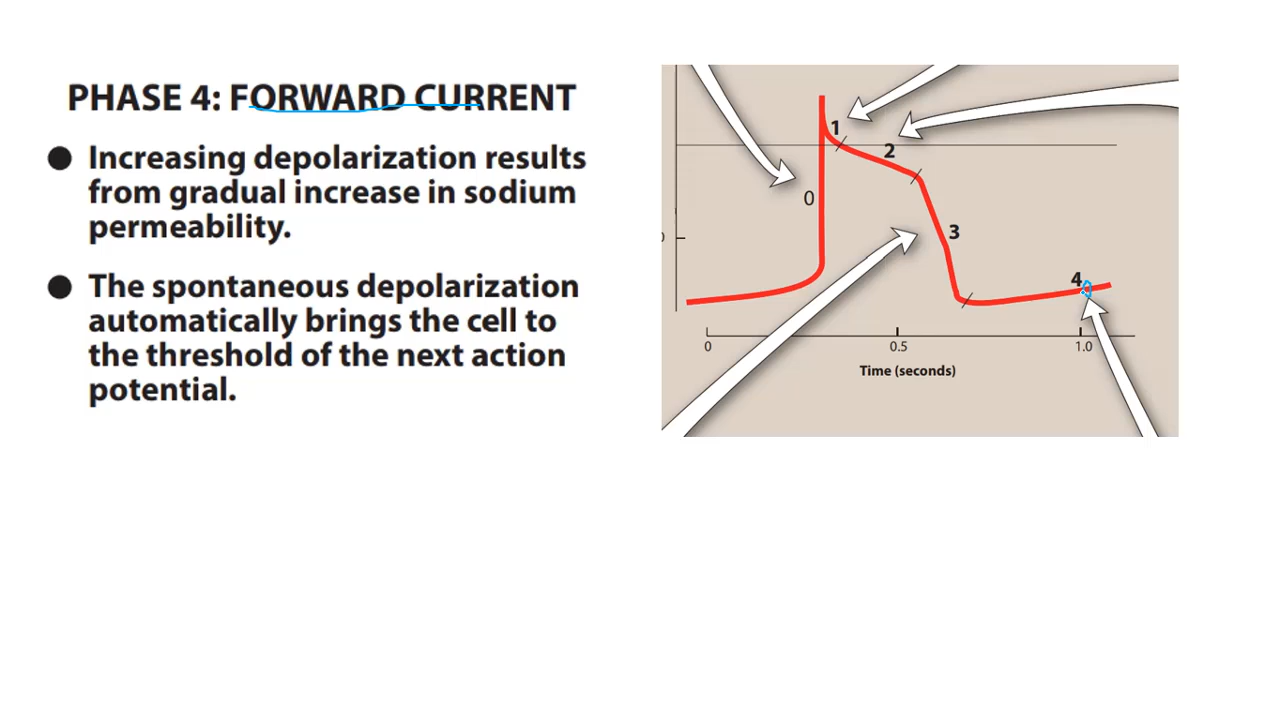 PHASE 4: FORWARD CURRENT
● Increasing depolarization results
from gradual increase in sodium
permeability.
● The spontaneous depolarization
automatically brings the cell to
the threshold of the next action
potential.
1
2
0
3
4
0
0.5
1.0
Time (seconds)